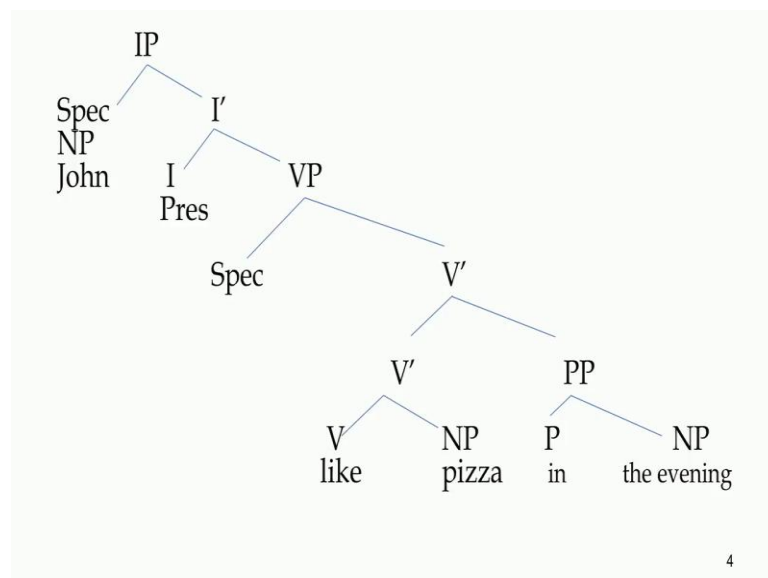 IP
Spec I′
NP
John I VP
Pres
Spec V′
V′ PP
V NP P NP
like pizza in the evening
4